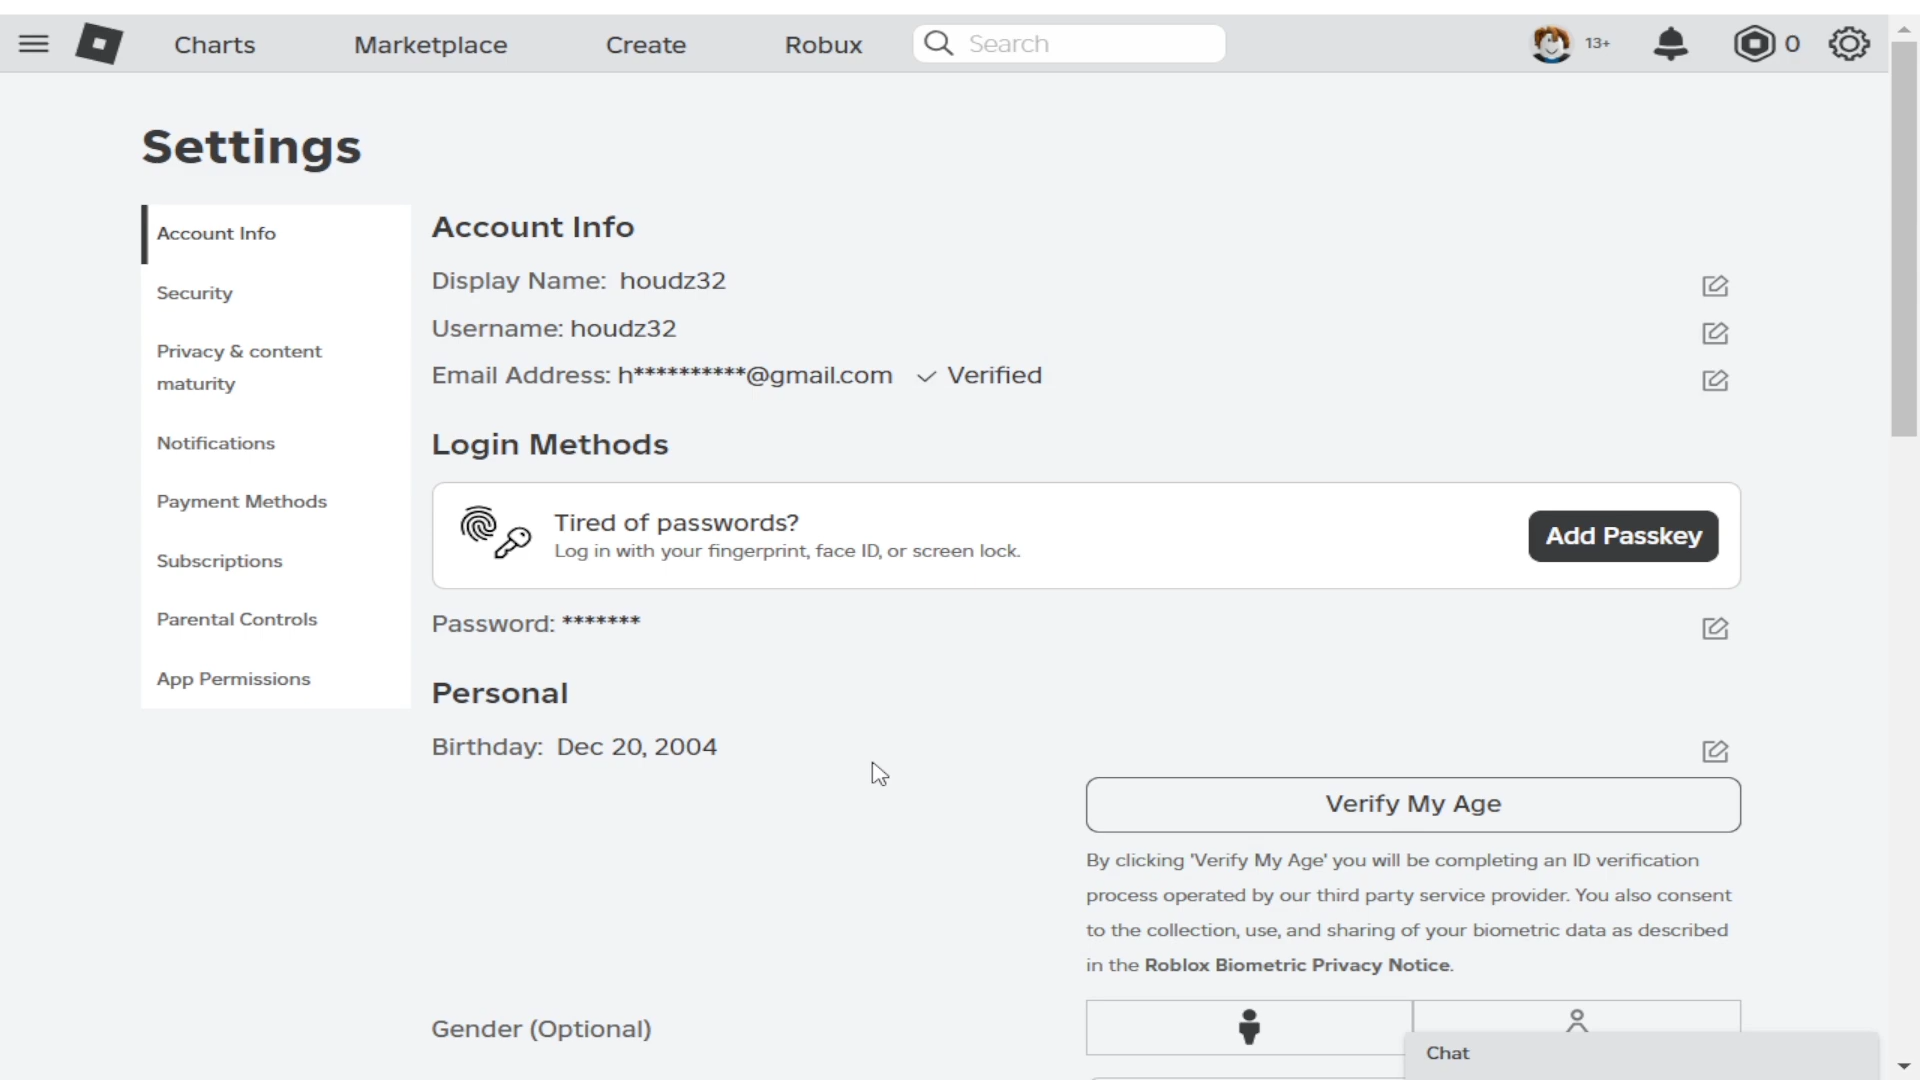 Charts Marketplace Create Robux Search 13+ 0
Settings
Account Info
Security
Privacy & content
maturity
Notifications
Payment Methods
Subscriptions
Parental Controls
App Permissions
Account Info
Display Name: houdz32
Username: houdz32
Email Address: h**********@gmail.com Verified
Login Methods
Tired of passwords?
Log in with your fingerprint, face ID, or screen lock.
Add Passkey
Password: *******
Personal
Birthday: Dec 20, 2004
Verify My Age
By clicking 'Verify My Age' you will be completing an ID verification
process operated by our third party service provider. You also consent
to the collection, use, and sharing of your biometric data as described
in the Roblox Biometric Privacy Notice.
Gender (Optional)
Chat